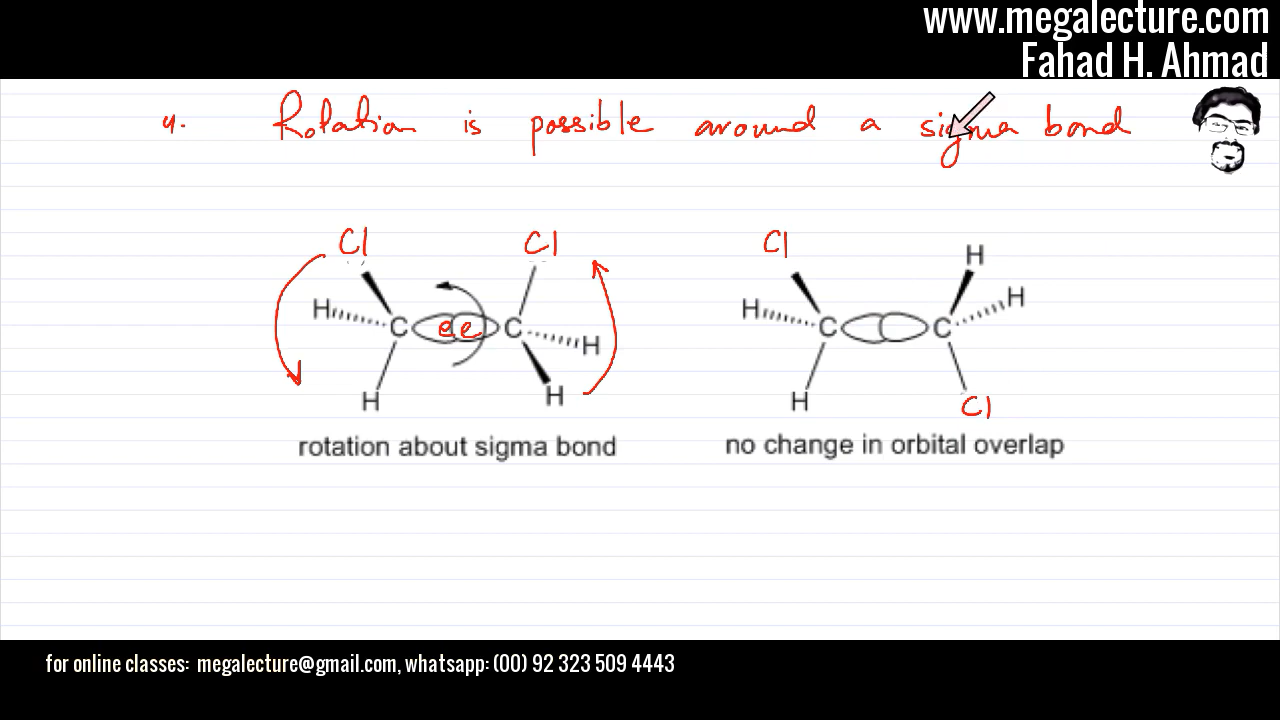 www.megalecture.com
Fahad H. Ahmad
4. Rotation is possible around a sigma bond
Cl Cl Cl H
H H H
C ee C C C
H
H H H Cl
rotation about sigma bond no change in orbital overlap
for online classes: megalecture@gmail.com, whatsapp: (00) 92 323 509 4443